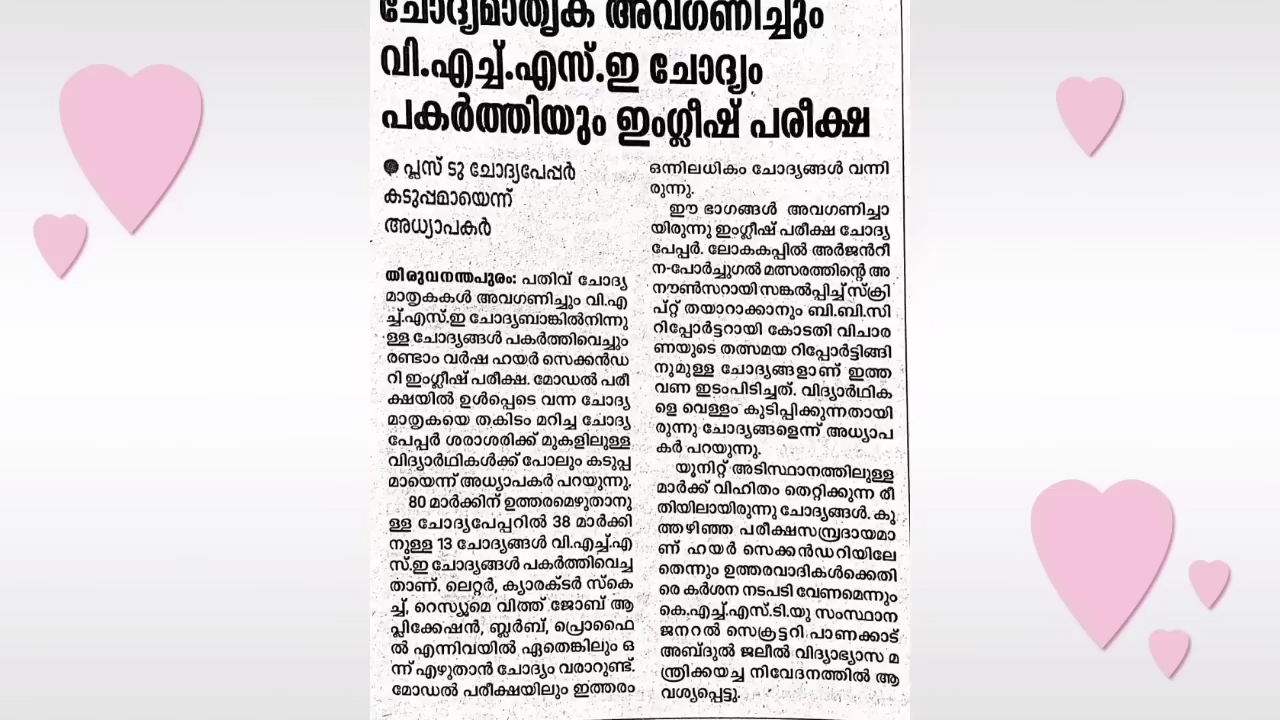 ചോദ്യമാതൃക അവഗണിച്ചും
വി.എച്ച്.എസ്.ഇ ചോദ്യം
പകർത്തിയും ഇംഗ്ലീഷ് പരീക്ഷ
● പ്ലസ് ടു ചോദ്യപേപ്പർ
കടുപ്പമായെന്ന്
അധ്യാപകർ
തിരുവനന്തപുരം: പതിവ് ചോദ്യ
മാതൃകകൾ അവഗണിച്ചും വി.എ
ച്ച്.എസ്.ഇ ചോദ്യബാങ്കിൽനിന്നു
ള്ള ചോദ്യങ്ങൾ പകർത്തിവെച്ചും
രണ്ടാം വർഷ ഹയർ സെക്കൻഡ
റി ഇംഗ്ലീഷ് പരീക്ഷ. മോഡൽ പരീ
ക്ഷയിൽ ഉൾപ്പെടെ വന്ന ചോദ്യ
മാതൃകയെ തകിടം മറിച്ച ചോദ്യ
പേപ്പർ ശരാശരിക്ക് മുകളിലുള്ള
വിദ്യാർഥികൾക്ക് പോലും കടുപ്പ
മായെന്ന് അധ്യാപകർ പറയുന്നു.
80 മാർക്കിന് ഉത്തരമെഴുതാനു
ള്ള ചോദ്യപേപ്പറിൽ 38 മാർക്കി
നുള്ള 13 ചോദ്യങ്ങൾ വി.എച്ച്.എ
സ്.ഇ ചോദ്യങ്ങൾ പകർത്തിവെച്ച
താണ്. ലെറ്റർ, ക്യാരക്ടർ സ്കെ
ച്ച്, റെസ്യൂമെ വിത്ത് ജോബ് ആ
പ്ലിക്കേഷൻ, ബ്ലർബ്, പ്രൊഫൈ
ൽ എന്നിവയിൽ ഏതെങ്കിലും ഒ
ന്ന് എഴുതാൻ ചോദ്യം വരാറുണ്ട്.
മോഡൽ പരീക്ഷയിലും ഇത്തരം
ഒന്നിലധികം ചോദ്യങ്ങൾ വന്നി
രുന്നു.
ഈ ഭാഗങ്ങൾ അവഗണിച്ചാ
യിരുന്നു ഇംഗ്ലീഷ് പരീക്ഷ ചോദ്യ
പേപ്പർ. ലോകകപ്പിൽ അർജൻറീ
ന-പോർച്ചുഗൽ മത്സരത്തിന്റെ അ
നൗൺസറായി സങ്കൽപ്പിച്ച് സ്ക്രി
പ്റ്റ് തയാറാക്കാനും ബി.ബി.സി
റിപ്പോർട്ടറായി കോടതി വിചാര
ണയുടെ തത്സമയ റിപ്പോർട്ടിങ്ങി
നുമുള്ള ചോദ്യങ്ങളാണ് ഇത്ത
വണ ഇടംപിടിച്ചത്. വിദ്യാർഥിക
ളെ വെള്ളം കുടിപ്പിക്കുന്നതായി
രുന്നു ചോദ്യങ്ങളെന്ന് അധ്യാപ
കർ പറയുന്നു.
യൂനിറ്റ് അടിസ്ഥാനത്തിലുള്ള
മാർക്ക് വിഹിതം തെറ്റിക്കുന്ന രീ
തിയിലായിരുന്നു ചോദ്യങ്ങൾ. കു
ത്തഴിഞ്ഞ പരീക്ഷസമ്പ്രദായമാ
ണ് ഹയർ സെക്കൻഡറിയിലേ
തെന്നും ഉത്തരവാദികൾക്കെതി
രെ കർശന നടപടി വേണമെന്നും
കെ.എച്ച്.എസ്.ടി.യു സംസ്ഥാന
ജനറൽ സെക്രട്ടറി പാണക്കാട്
അബ്ദുൽ ജലീൽ വിദ്യാഭ്യാസ മ
ന്ത്രിക്കയച്ച നിവേദനത്തിൽ ആ
വശ്യപ്പെട്ടു.